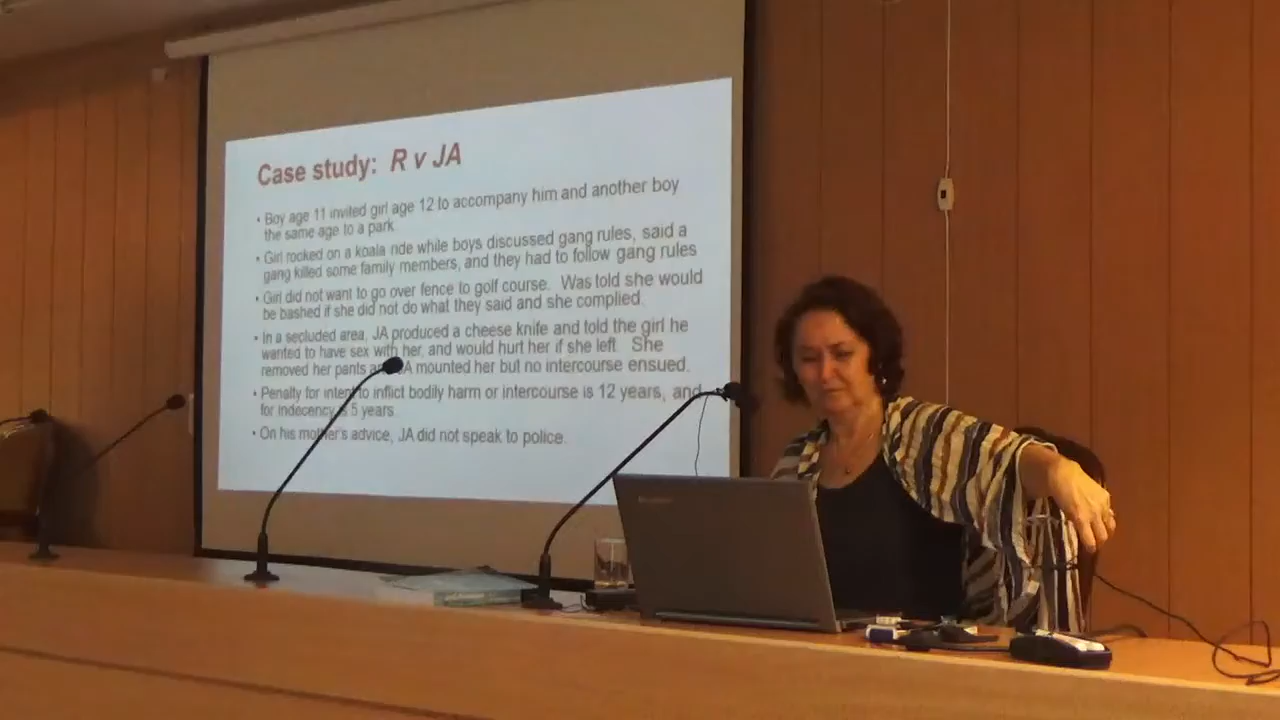 Case study: R v JA
• Boy age 11 invited girl age 12 to accompany him and another boy
the same age to a park
• Girl rocked on a koala ride while boys discussed gang rules, said a
gang killed some family members, and they had to follow gang rules
• Girl did not want to go over fence to golf course. Was told she would
be bashed if she did not do what they said and she complied.
• In a secluded area, JA produced a cheese knife and told the girl he
wanted to have sex with her, and would hurt her if she left. She
removed her pants JA mounted her but no intercourse ensued.
• Penalty for intent to inflict bodily harm or intercourse is 12 years, and
for indecency is 5 years
• On his mother's advice, JA did not speak to police.